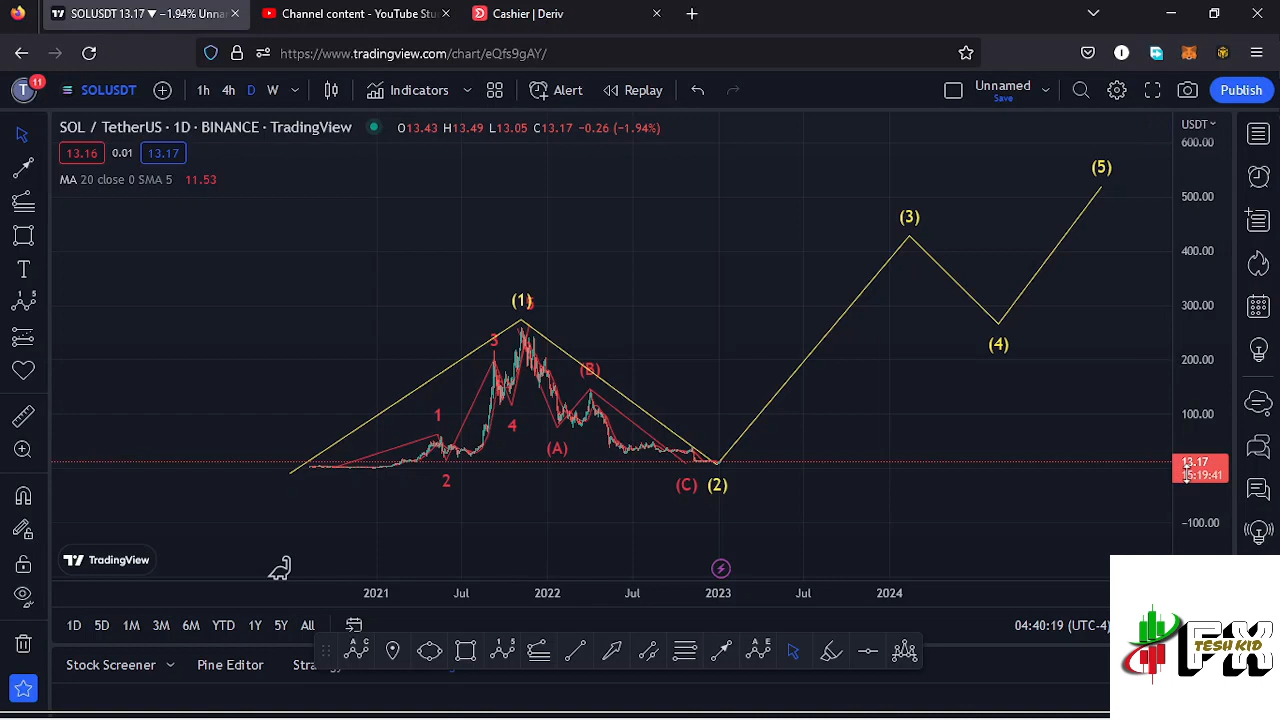 SOLUSDT 13.17 ▼ −1.94% Unna
Channel content - YouTube Stu
Cashier | Deriv
https://www.tradingview.com/chart/eQfs9gAY/
11
T
SOLUSDT
1h 4h D W
Indicators
Alert
Replay
Unnamed
Save
Publish
SOL / TetherUS · 1D · BINANCE · TradingView
O13.43 H13.49 L13.05 C13.17 −0.26 (−1.94%)
USDT
13.16 0.01 13.17
MA 20 close 0 SMA 5 11.53
600.00
500.00
400.00
300.00
200.00
100.00
13.17
15:19:41
−100.00
(5)
(3)
(1)
5
3
(4)
(B)
1
4
(A)
2
(C)
(2)
TradingView
2021 Jul 2022 Jul 2023 Jul 2024
1D 5D 1M 3M 6M YTD 1Y 5Y All
04:40:19 (UTC-4)
Stock Screener
Pine Editor
FX
TESH KID